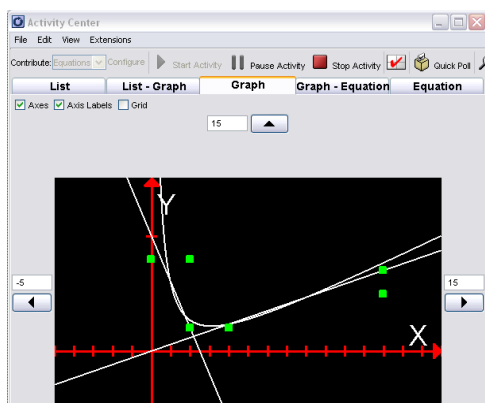 Activity Center
File Edit View Extensions
Contribute: Equations Configure Start Activity Pause Activity Stop Activity Quick Poll
List List - Graph Graph Graph - Equation Equation
Axes Axis Labels Grid
15
Y
-5
15
X